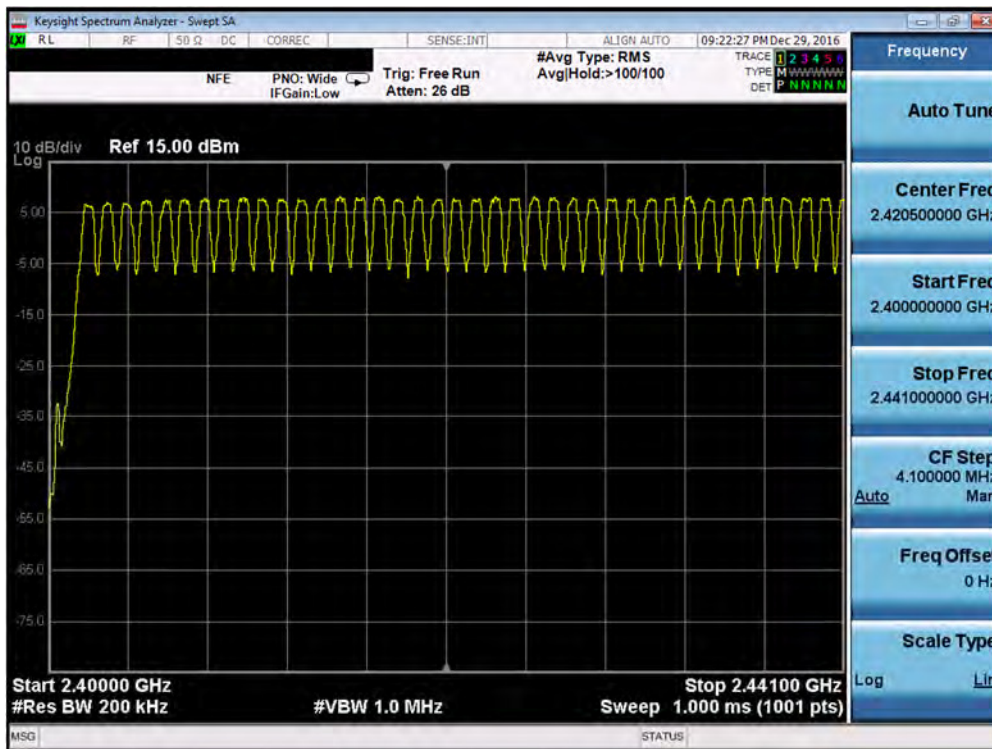 Keysight Spectrum Analyzer - Swept SA
LXI RL RF 50 Ω DC CORREC SENSE:INT ALIGN AUTO 09:22:27 PM Dec 29, 2016
NFE PNO: Wide Trig: Free Run #Avg Type: RMS TRACE 1 2 3 4 5 6
IFGain:Low Atten: 26 dB Avg|Hold:>100/100 TYPE M WWWWW
DET P N N N N N
10 dB/div Ref 15.00 dBm
Log
5.00
-5.00
-15.0
-25.0
-35.0
-45.0
-55.0
-65.0
-75.0
Start 2.40000 GHz Stop 2.44100 GHz
#Res BW 200 kHz #VBW 1.0 MHz Sweep 1.000 ms (1001 pts)
MSG STATUS
Frequency
Auto Tune
Center Freq
2.420500000 GHz
Start Freq
2.400000000 GHz
Stop Freq
2.441000000 GHz
CF Step
4.100000 MHz
Auto Man
Freq Offset
0 Hz
Scale Type
Log Lin